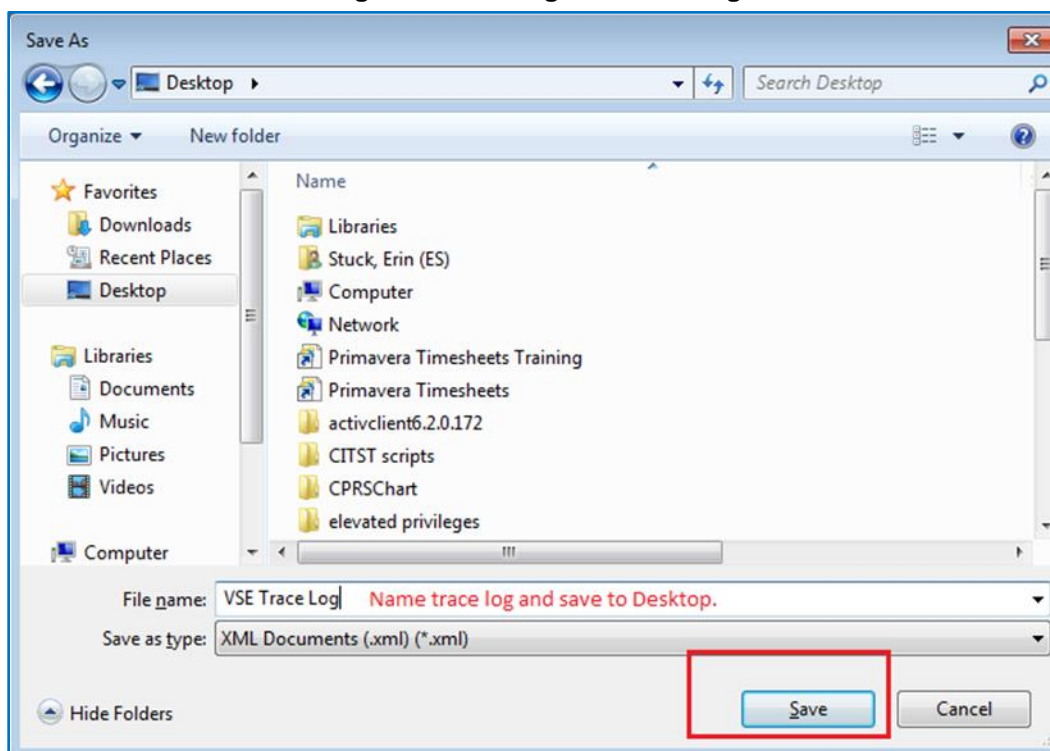 Save As
Desktop
Search Desktop
Organize
New folder
Favorites
Downloads
Recent Places
Desktop
Libraries
Documents
Music
Pictures
Videos
Computer
Name
Libraries
Stuck, Erin (ES)
Computer
Network
Primavera Timesheets Training
Primavera Timesheets
activclient6.2.0.172
CITST scripts
CPRSChart
elevated privileges
File name: VSE Trace Log Name trace log and save to Desktop.
Save as type: XML Documents (.xml) (*.xml)
Hide Folders
Save
Cancel